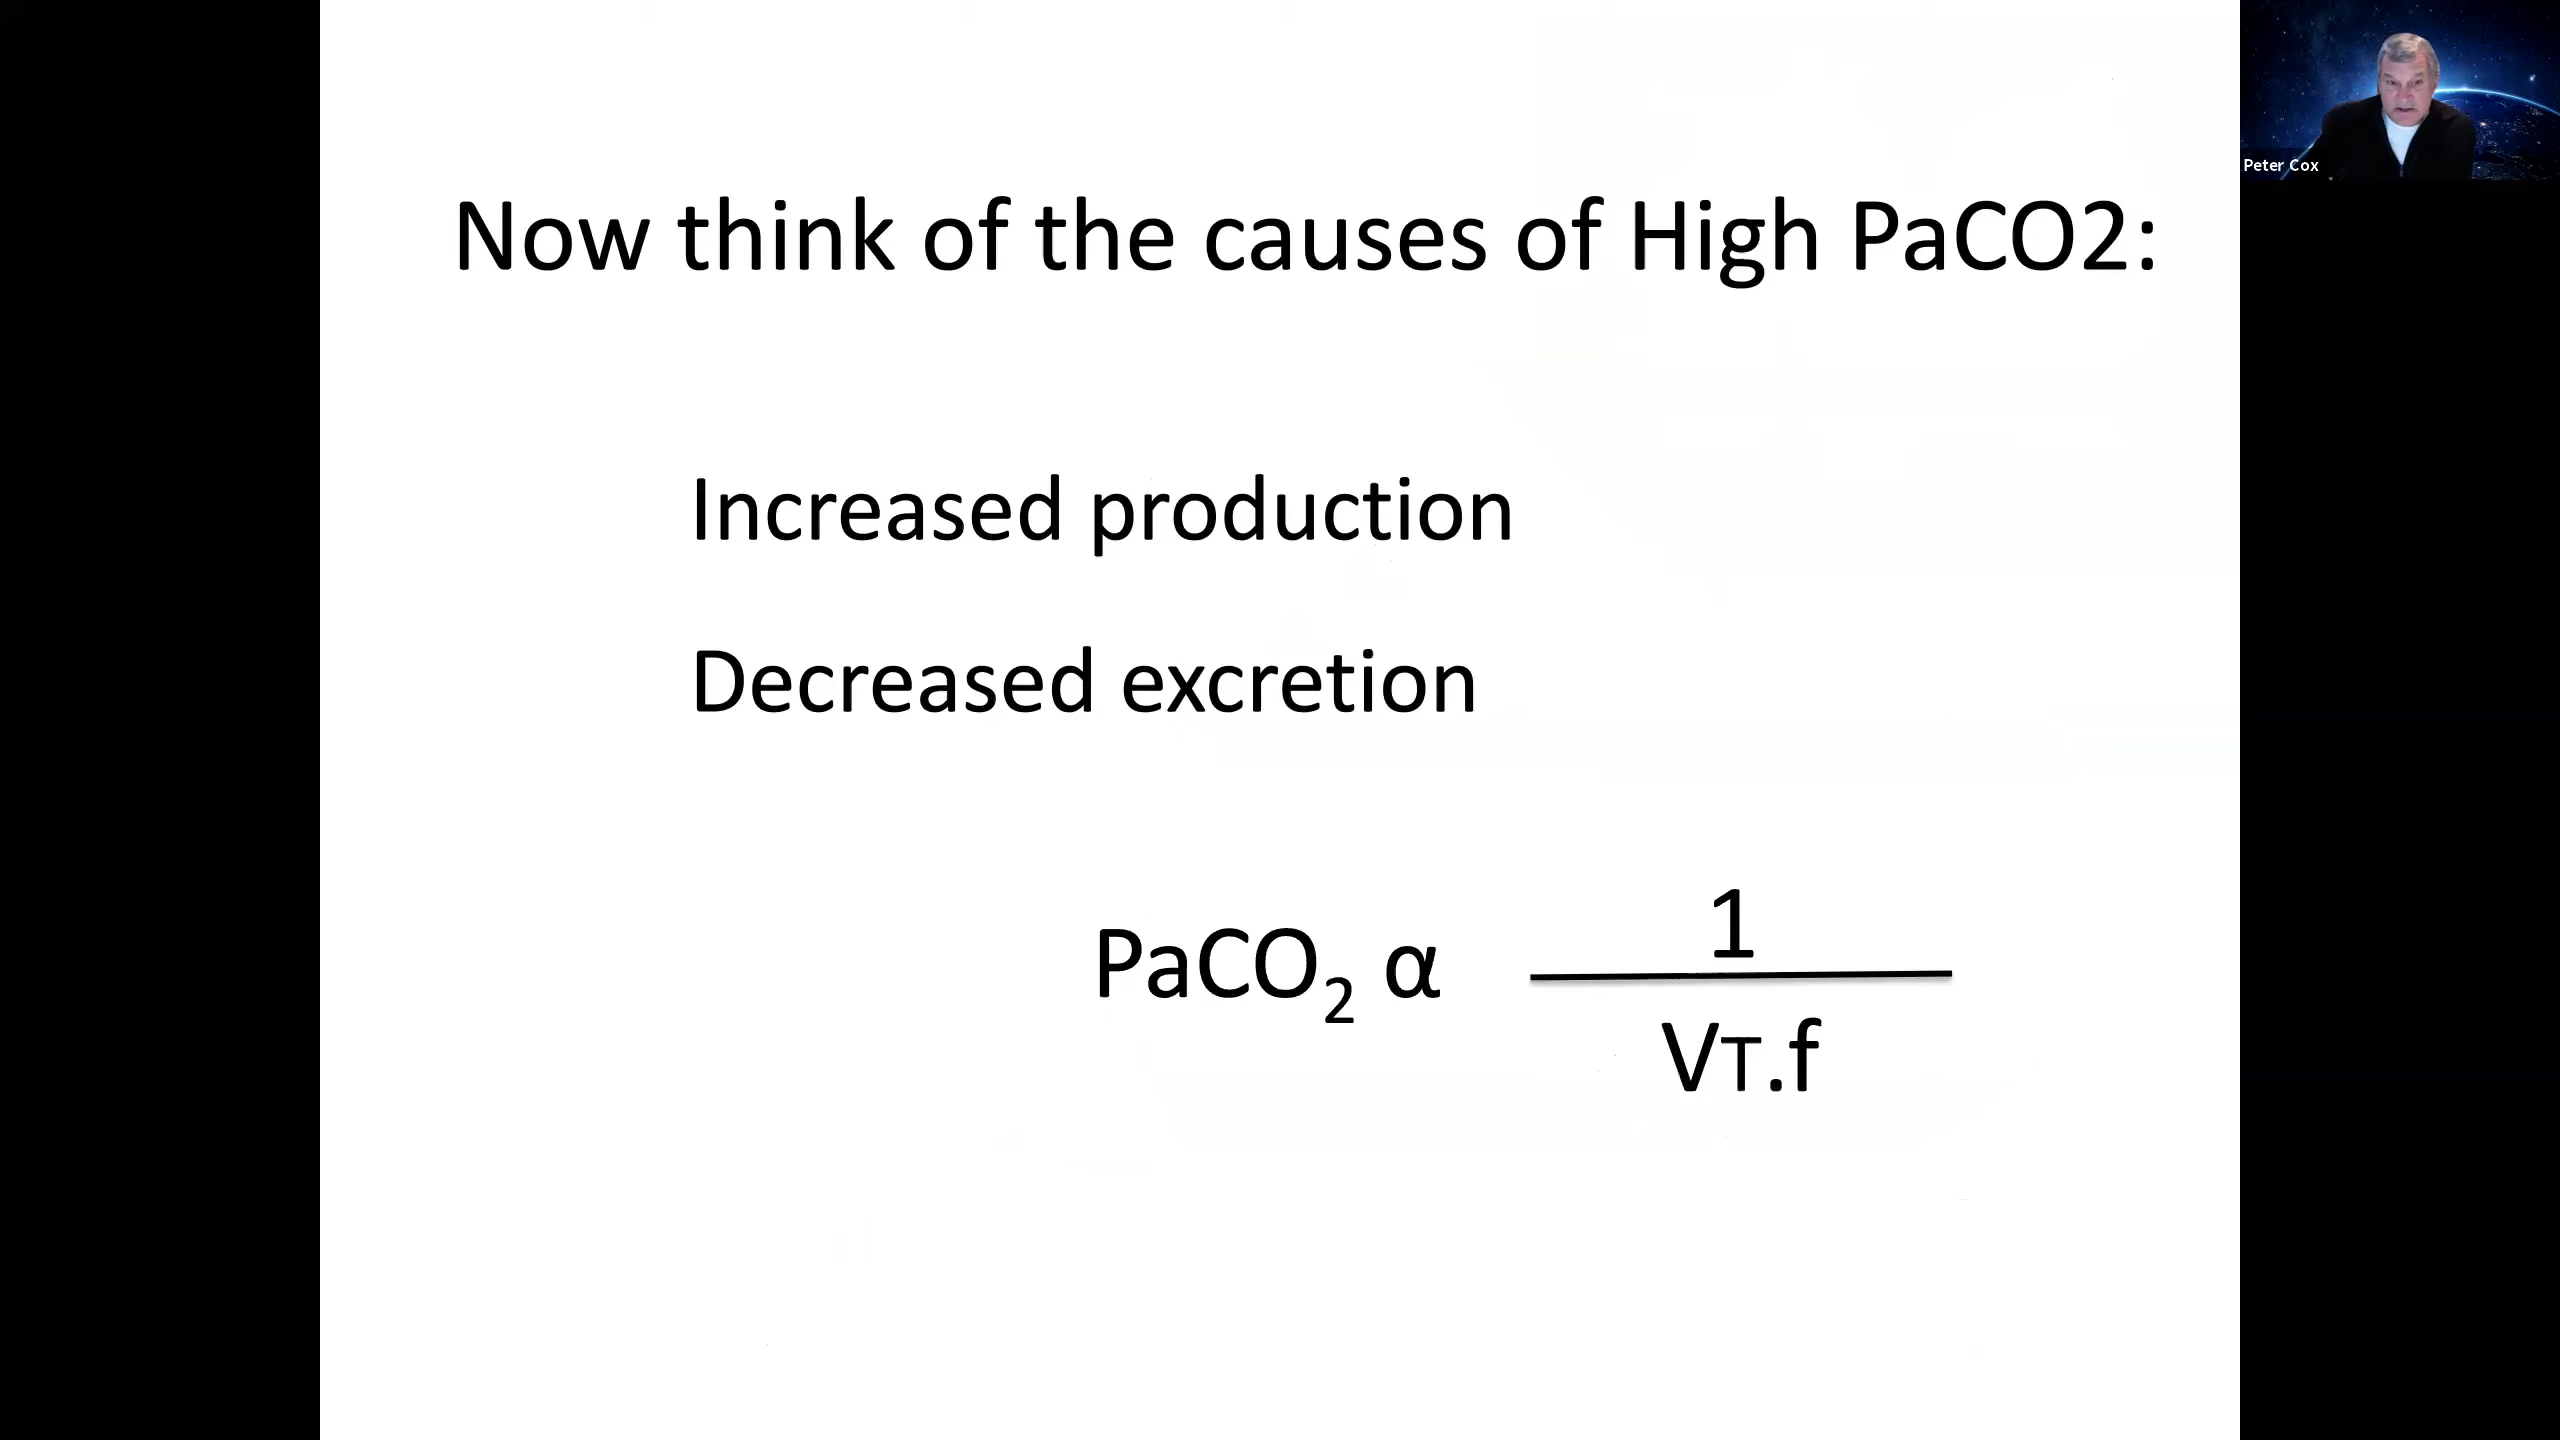 Now think of the causes of High PaCO2:
Increased production
Decreased excretion
PaCO₂ α
1
VT.f
Peter Cox